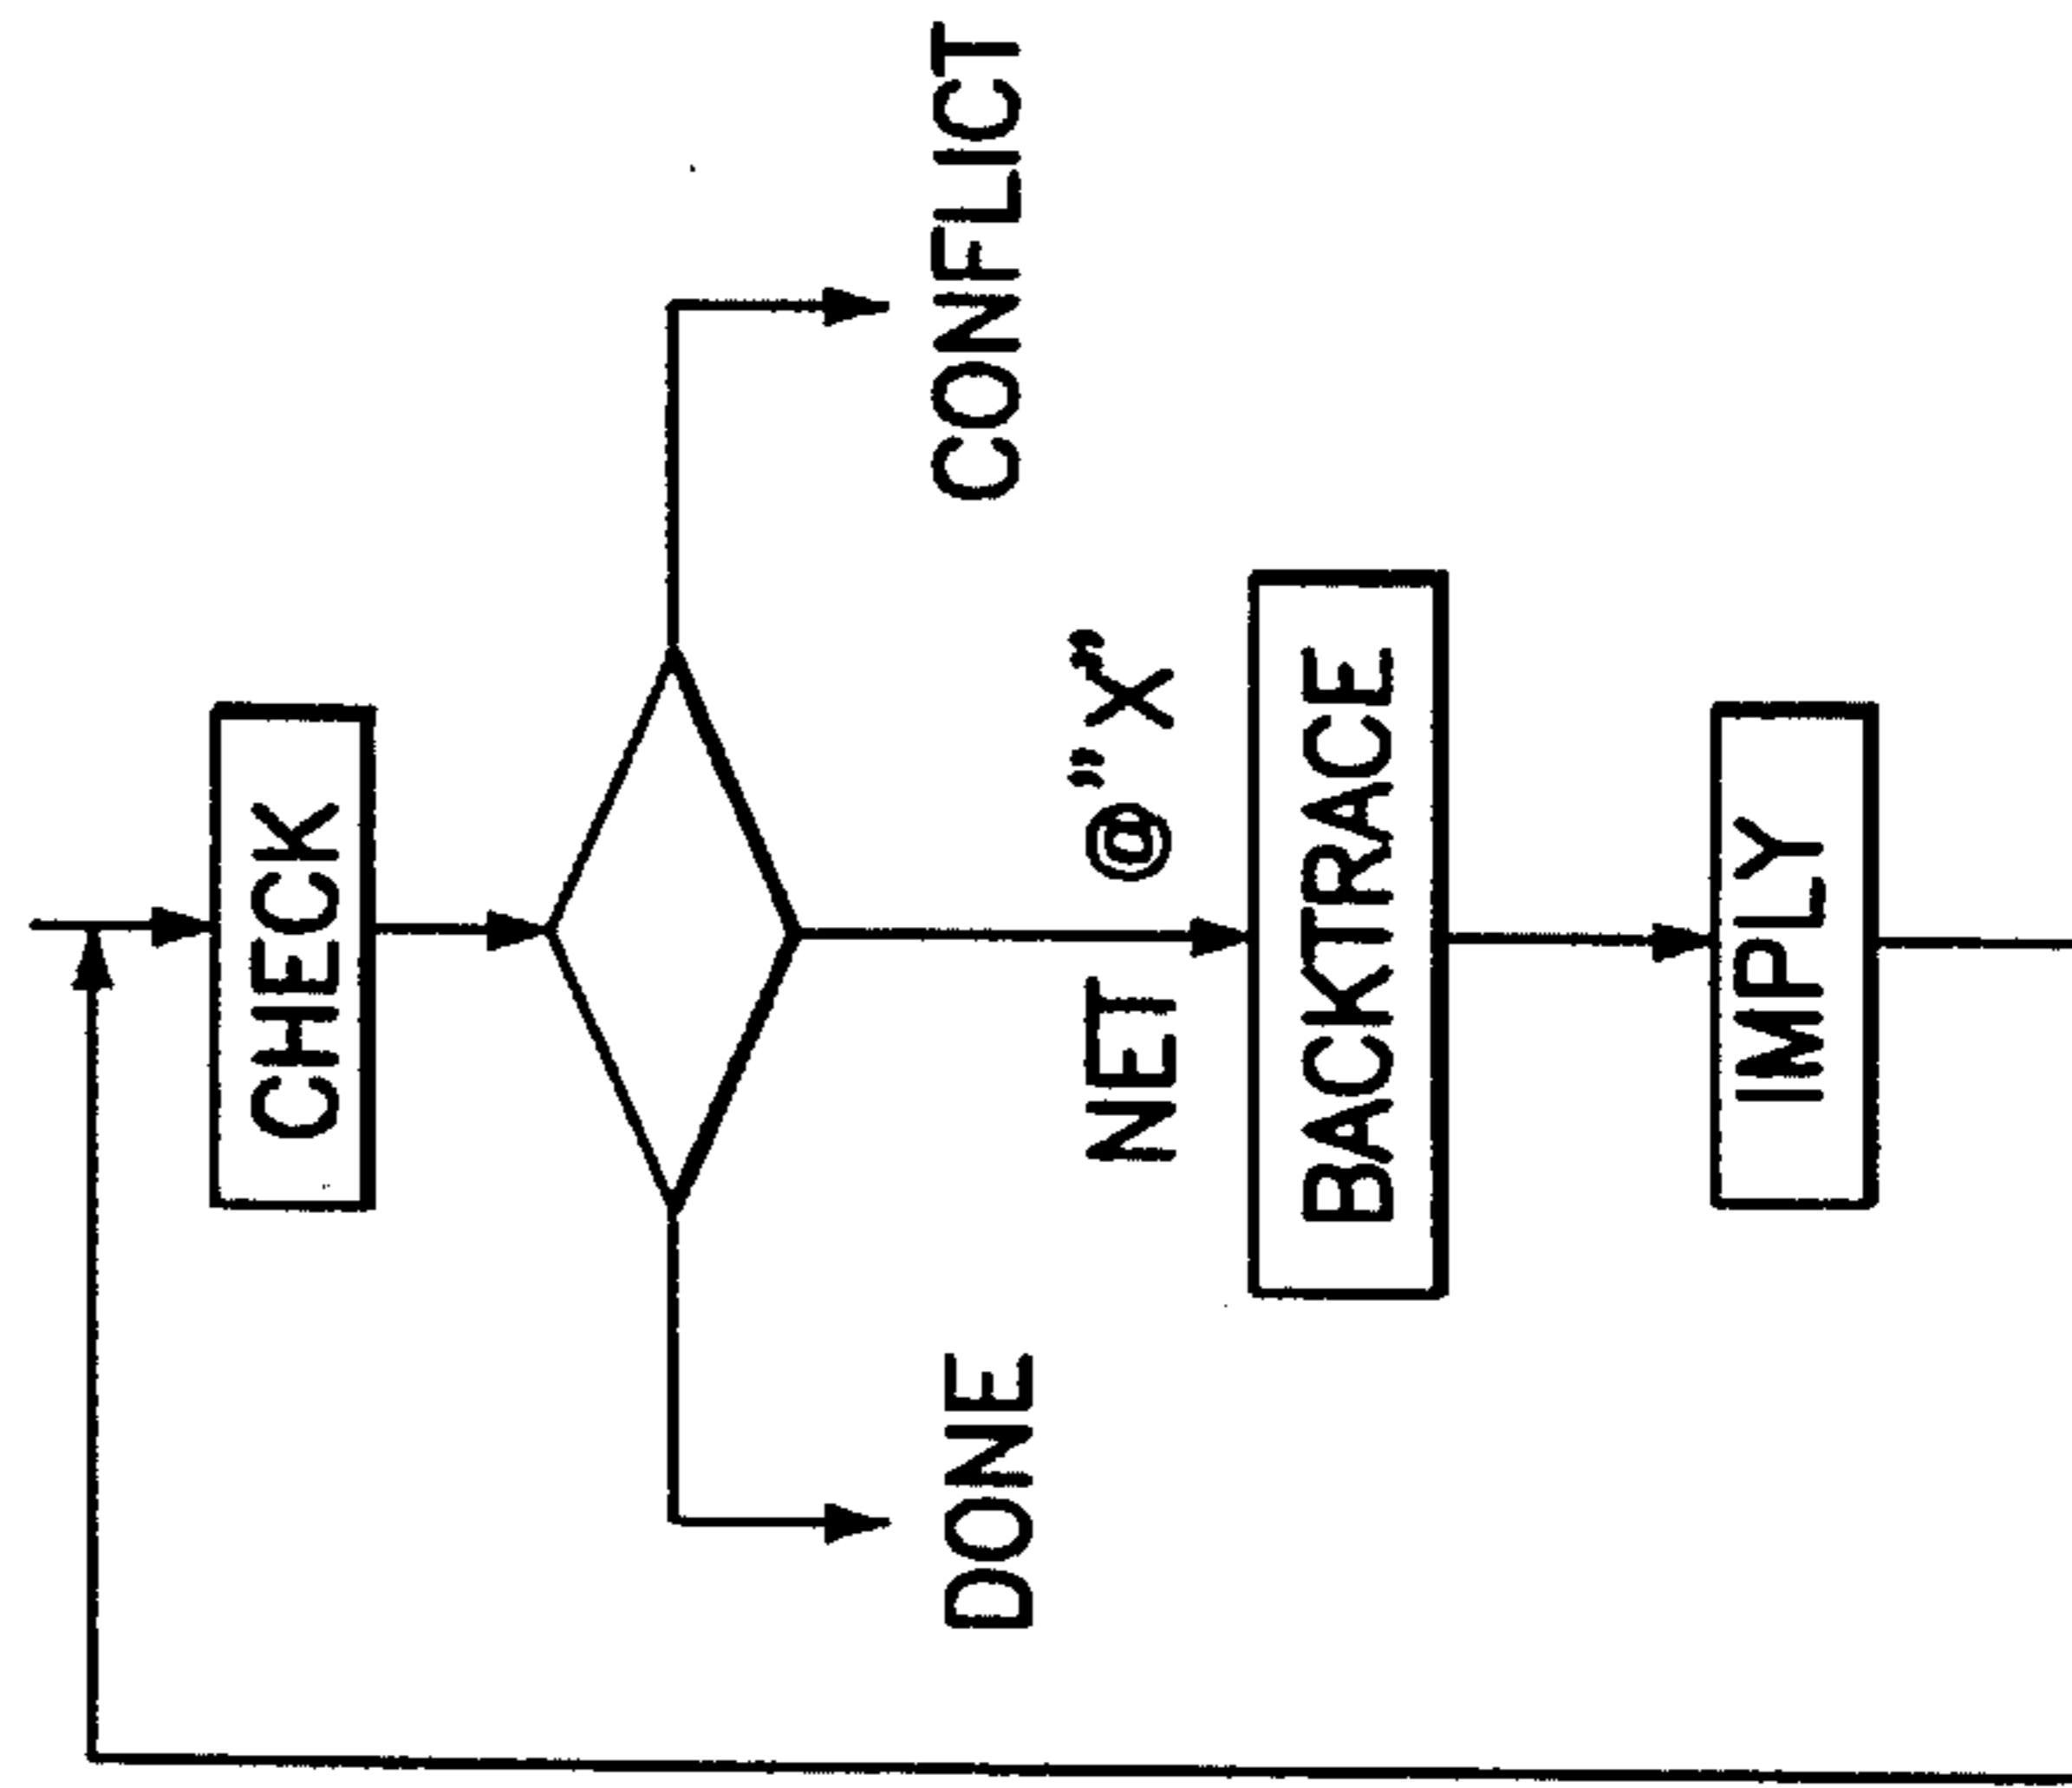 CHECK
DONE
CONFLICT
NET @ "X"
BACKTRACE
IMPLY